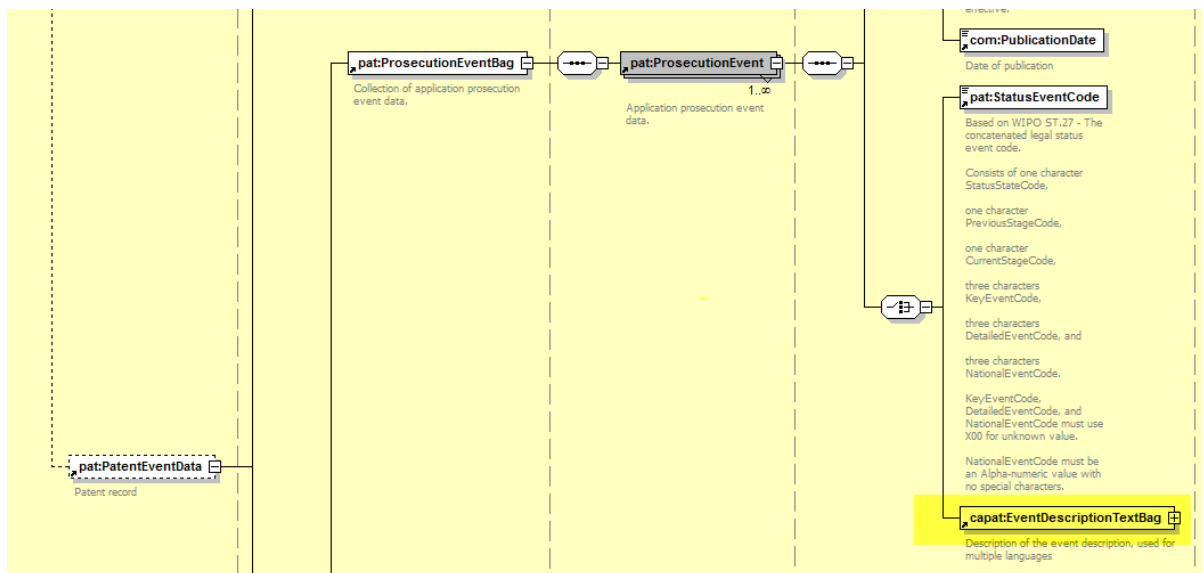 effective.
com:PublicationDate
Date of publication
pat:ProsecutionEventBag
Collection of application prosecution
event data.
pat:ProsecutionEvent
1..∞
Application prosecution event
data.
pat:StatusEventCode
Based on WIPO ST.27 - The
concatenated legal status
event code.
Consists of one character
StatusStateCode,
one character
PreviousStageCode,
one character
CurrentStageCode,
three characters
KeyEventCode,
three characters
DetailedEventCode, and
three characters
NationalEventCode.
KeyEventCode,
DetailedEventCode, and
NationalEventCode must use
X00 for unknown value.
NationalEventCode must be
an Alpha-numeric value with
no special characters.
pat:PatentEventData
Patent record
capat:EventDescriptionTextBag
Description of the event description, used for
multiple languages